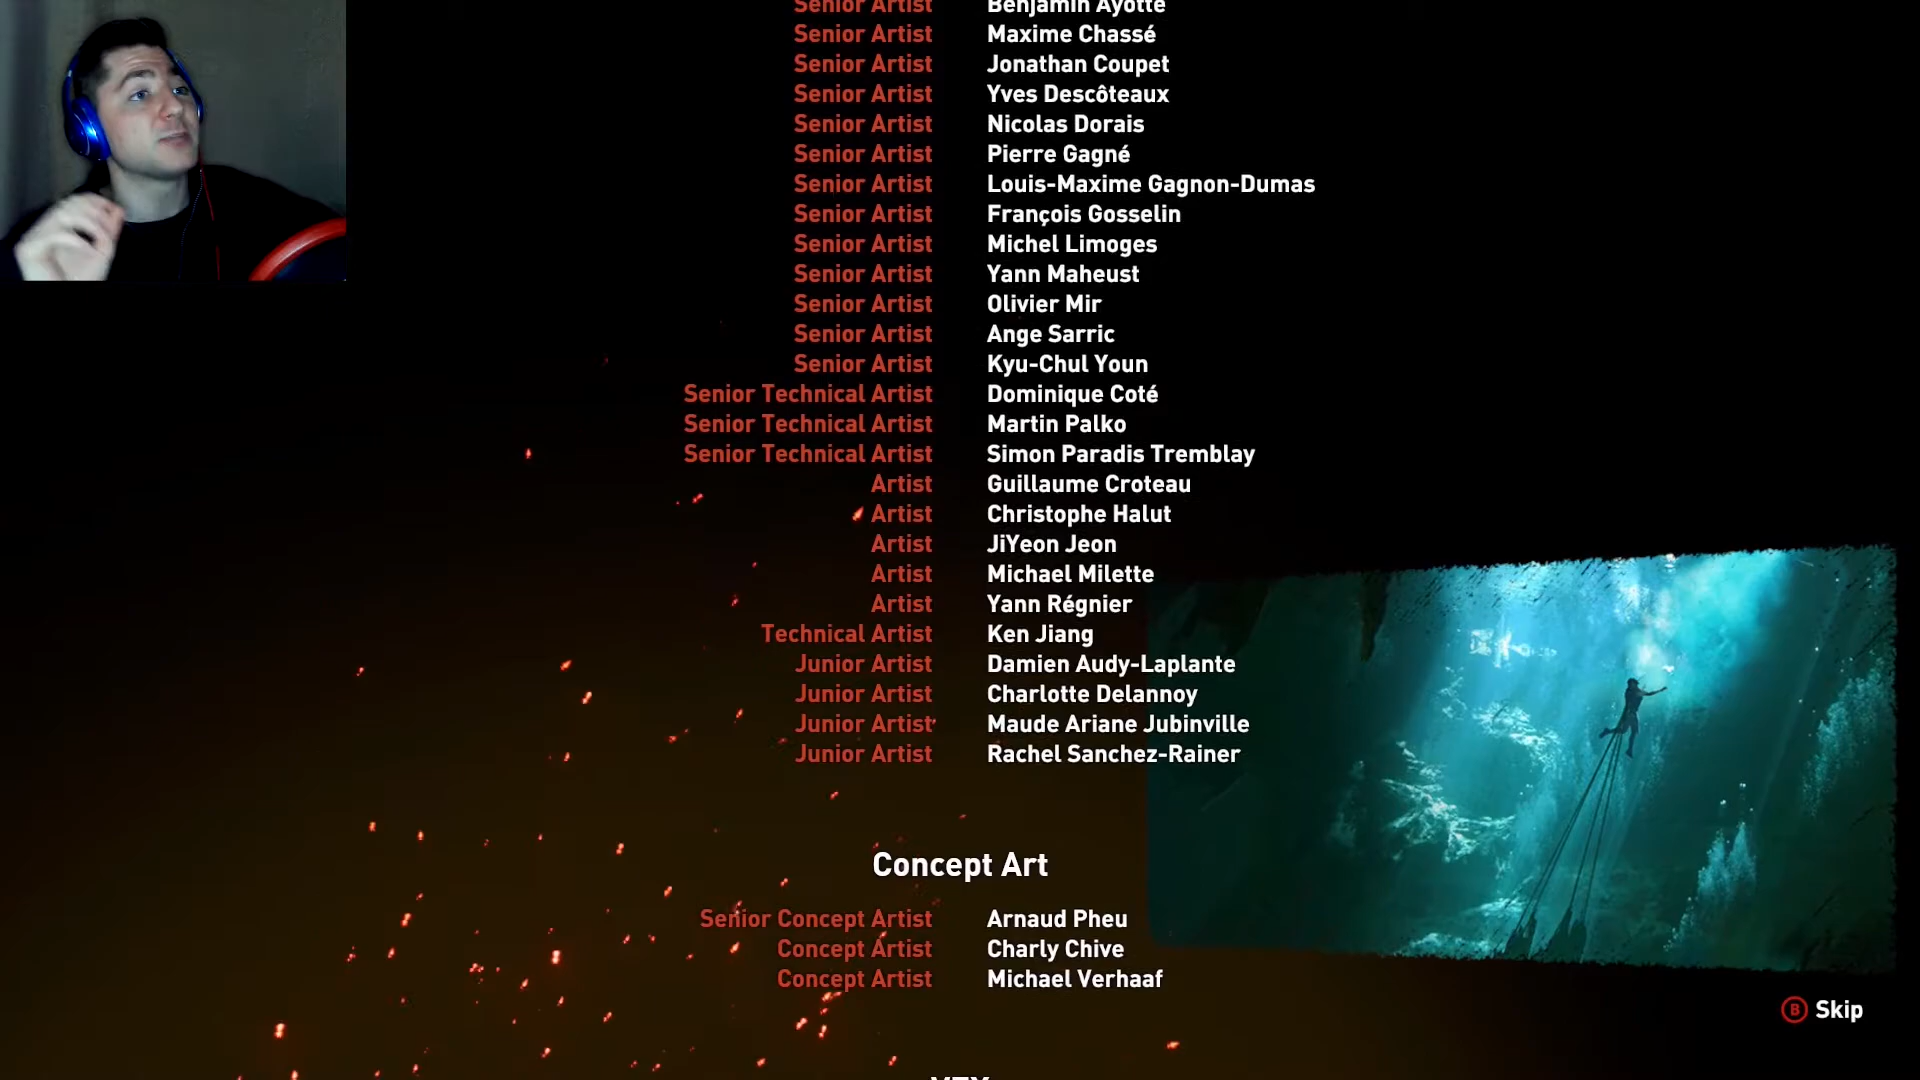 Senior Artist Benjamin Ayotte
Senior Artist Maxime Chassé
Senior Artist Jonathan Coupet
Senior Artist Yves Descôteaux
Senior Artist Nicolas Dorais
Senior Artist Pierre Gagné
Senior Artist Louis-Maxime Gagnon-Dumas
Senior Artist François Gosselin
Senior Artist Michel Limoges
Senior Artist Yann Maheust
Senior Artist Olivier Mir
Senior Artist Ange Sarric
Senior Artist Kyu-Chul Youn
Senior Technical Artist Dominique Coté
Senior Technical Artist Martin Palko
Senior Technical Artist Simon Paradis Tremblay
Artist Guillaume Croteau
Artist Christophe Halut
Artist JiYeon Jeon
Artist Michael Milette
Artist Yann Régnier
Technical Artist Ken Jiang
Junior Artist Damien Audy-Laplante
Junior Artist Charlotte Delannoy
Junior Artist Maude Ariane Jubinville
Junior Artist Rachel Sanchez-Rainer
Concept Art
Senior Concept Artist Arnaud Pheu
Concept Artist Charly Chive
Concept Artist Michael Verhaaf
B Skip